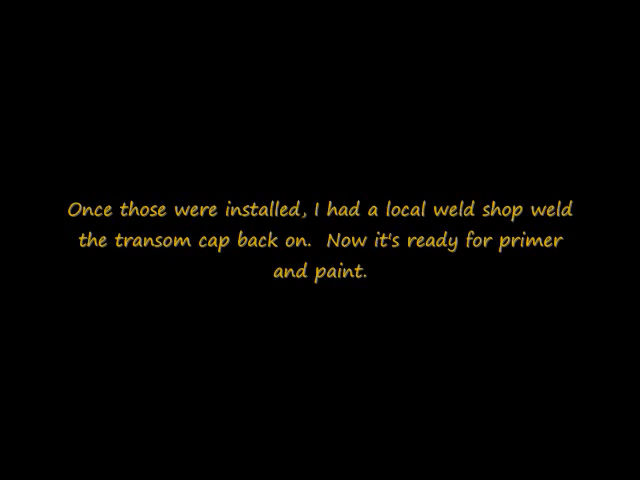 Once those were installed, I had a local weld shop weld
the transom cap back on.  Now it's ready for primer
and paint.